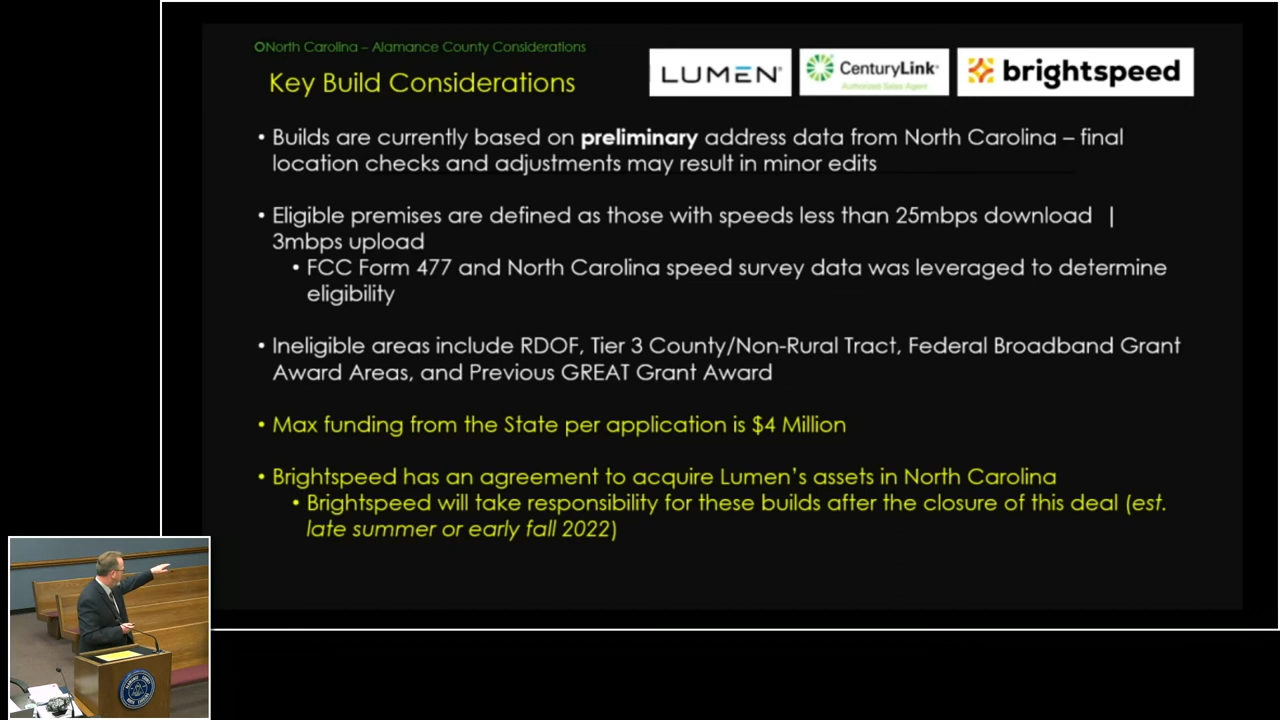 North Carolina – Alamance County Considerations
Key Build Considerations
LUMEN®
CenturyLink®
Authorized Sales Agent
brightspeed
• Builds are currently based on preliminary address data from North Carolina – final
location checks and adjustments may result in minor edits
• Eligible premises are defined as those with speeds less than 25mbps download |
3mbps upload
• FCC Form 477 and North Carolina speed survey data was leveraged to determine
eligibility
• Ineligible areas include RDOF, Tier 3 County/Non-Rural Tract, Federal Broadband Grant
Award Areas, and Previous GREAT Grant Award
• Max funding from the State per application is $4 Million
• Brightspeed has an agreement to acquire Lumen's assets in North Carolina
• Brightspeed will take responsibility for these builds after the closure of this deal (est.
late summer or early fall 2022)